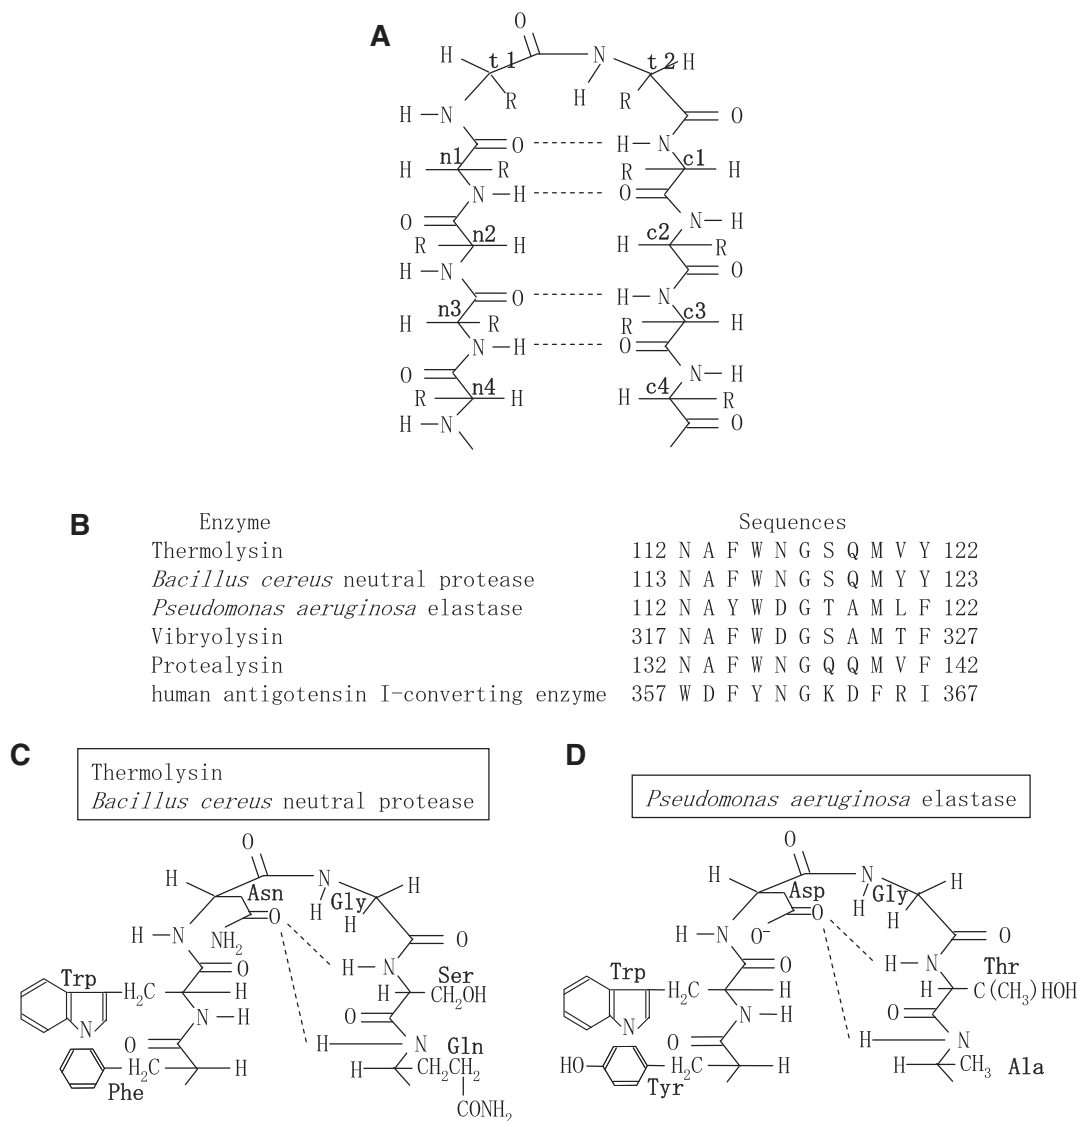 A
O
H t1 N t2 H
R H R
H N O
O H N
n1 c1
H R R H
N H O
O N H
n2 c2
R H H R
H N O
O H N
n3 c3
H R R H
N H O
O N H
n4 c4
R H H R
H N O
B
Enzyme Sequences
Thermolysin 112 N A F W N G S Q M V Y 122
Bacillus cereus neutral protease 113 N A F W N G S Q M Y Y 123
Pseudomonas aeruginosa elastase 112 N A Y W D G T A M L F 122
Vibryolysin 317 N A F W D G S A M T F 327
Protealysin 132 N A F W N G Q Q M V F 142
human antigotensin I-converting enzyme 357 W D F Y N G K D F R I 367
C
Thermolysin
Bacillus cereus neutral protease
O
H N H
Asn Gly
O H H
H N NH2 O
O H N
Trp Ser
H2C H H CH2OH
N N H O
O H N Gln
H2C H H CH2CH2
Phe
CONH2
D
Pseudomonas aeruginosa elastase
O
H N H
Asp Gly
O H H
H N O− O
O H N
Trp Thr
H2C H H C(CH3)HOH
N N H O
O H N
HO H2C H H CH3 Ala
Tyr